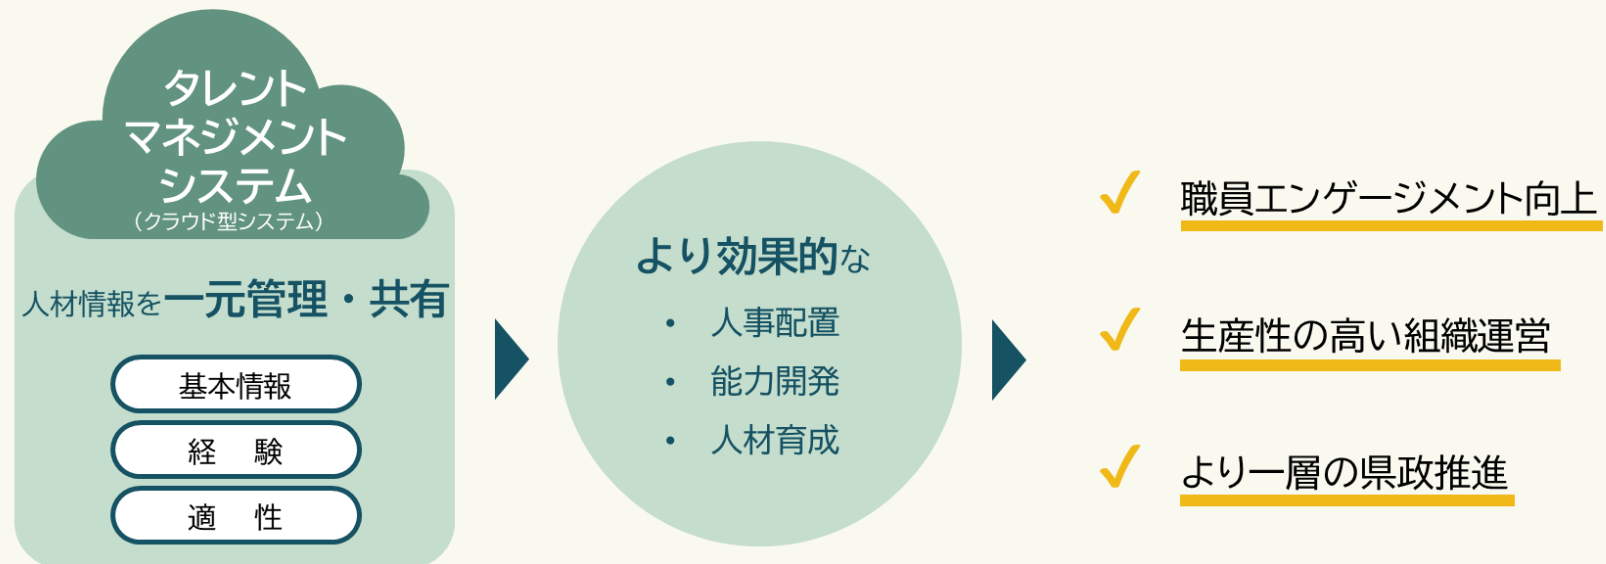 タレント
マネジメント
システム
（クラウド型システム）
人材情報を一元管理・共有
基本情報
経　験
適　性
より効果的な
• 人事配置
• 能力開発
• 人材育成
職員エンゲージメント向上
生産性の高い組織運営
より一層の県政推進